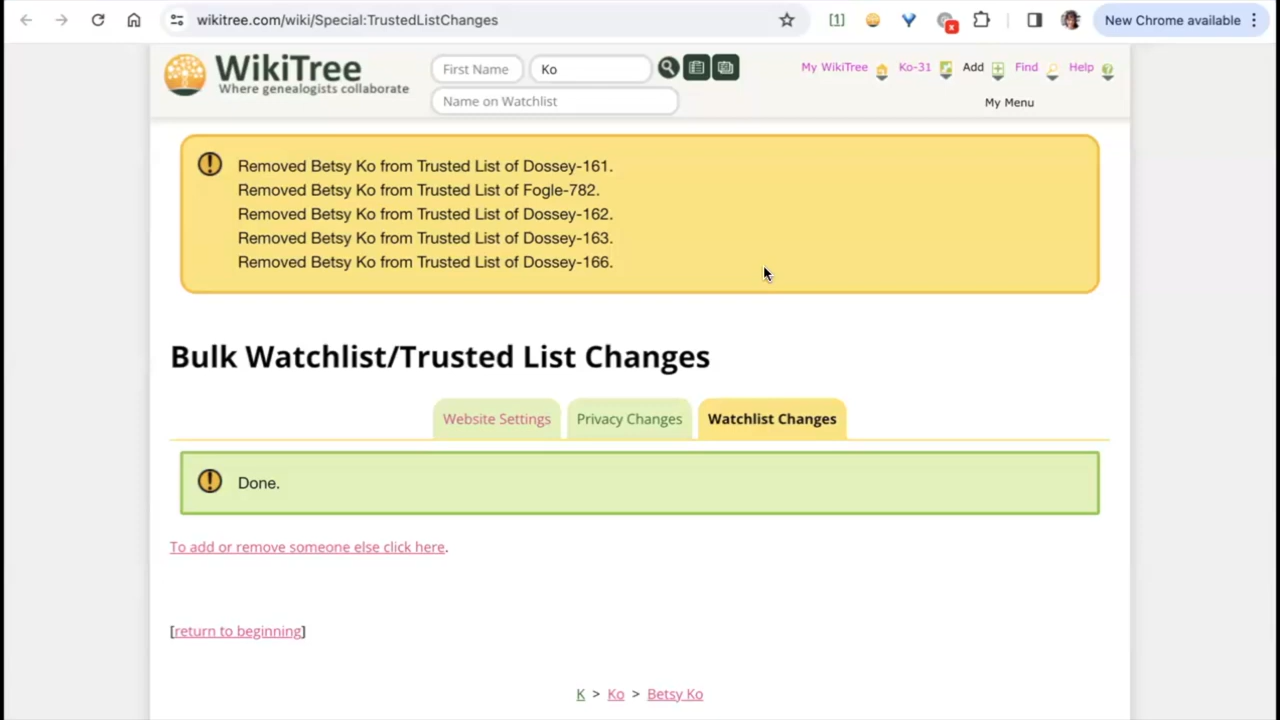 wikitree.com/wiki/Special:TrustedListChanges
[1]
New Chrome available
WikiTree
Where genealogists collaborate
First Name
Ko
My WikiTree
Ko-31
Add
Find
Help
Name on Watchlist
My Menu
Removed Betsy Ko from Trusted List of Dossey-161.
Removed Betsy Ko from Trusted List of Fogle-782.
Removed Betsy Ko from Trusted List of Dossey-162.
Removed Betsy Ko from Trusted List of Dossey-163.
Removed Betsy Ko from Trusted List of Dossey-166.
Bulk Watchlist/Trusted List Changes
Website Settings
Privacy Changes
Watchlist Changes
Done.
To add or remove someone else click here.
[return to beginning]
K > Ko > Betsy Ko